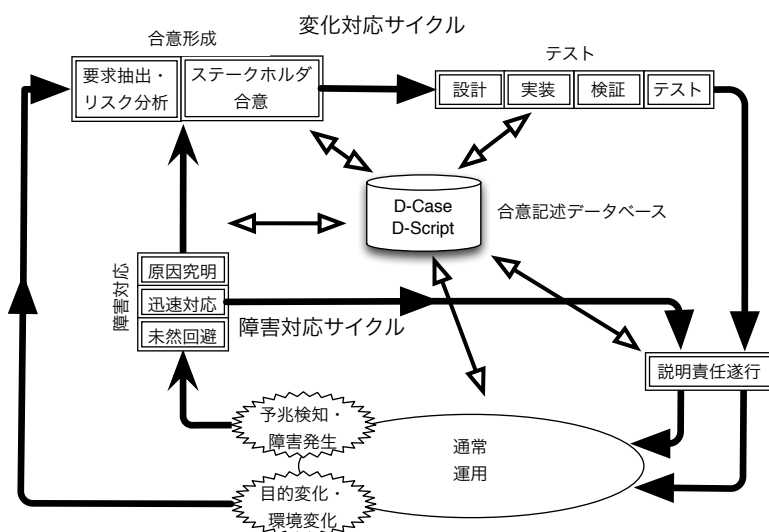 変化対応サイクル
合意形成
要求抽出・
リスク分析
ステークホルダ
合意
テスト
設計
実装
検証
テスト
D-Case
D-Script
合意記述データベース
障害対応
原因究明
迅速対応
未然回避
障害対応サイクル
説明責任遂行
予兆検知・
障害発生
通常
運用
目的変化・
環境変化